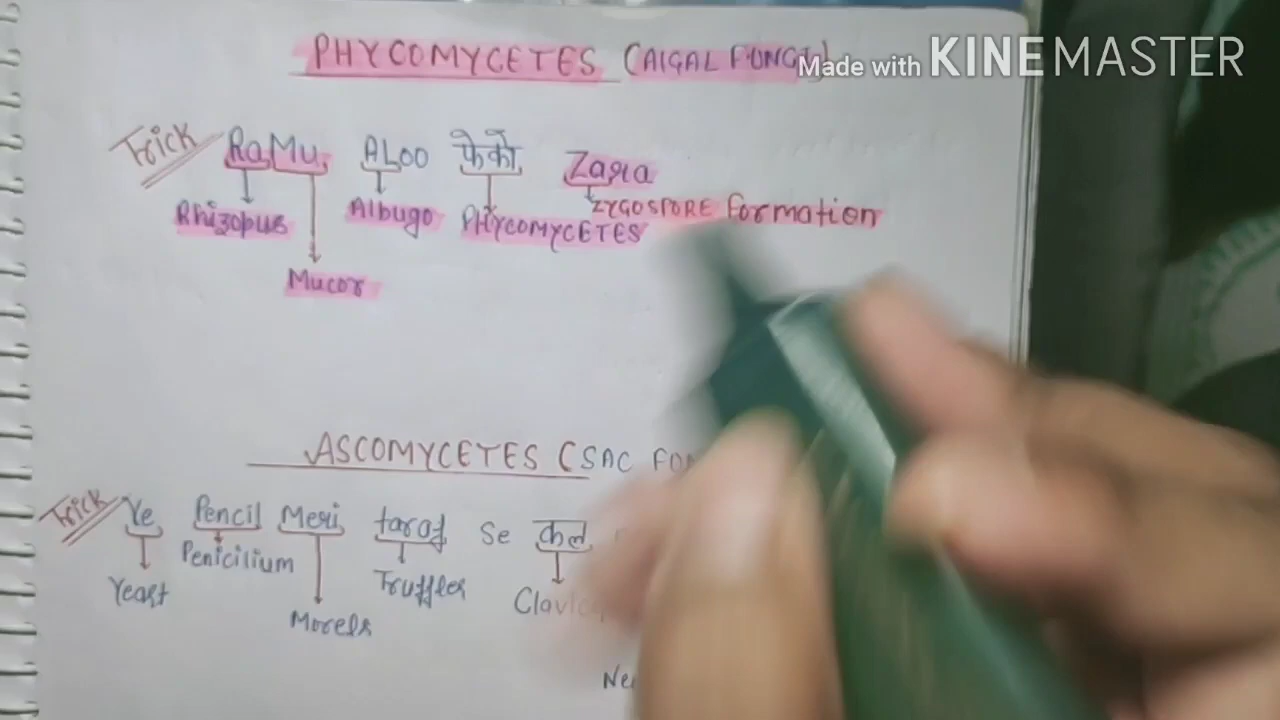 PHYCOMYCETES (AlGAL FUNGI)
Made with KINEMASTER
Trick RaMu, ALOO फेको, Zara
Rhizopus Albugo PHYCOMYCETES ZYGOSPORE formation
Mucor
ASCOMYCETES (SAC
Trick Ye Pencil Meri taraf Se कल
Yeast Penicilium Morels Truffles